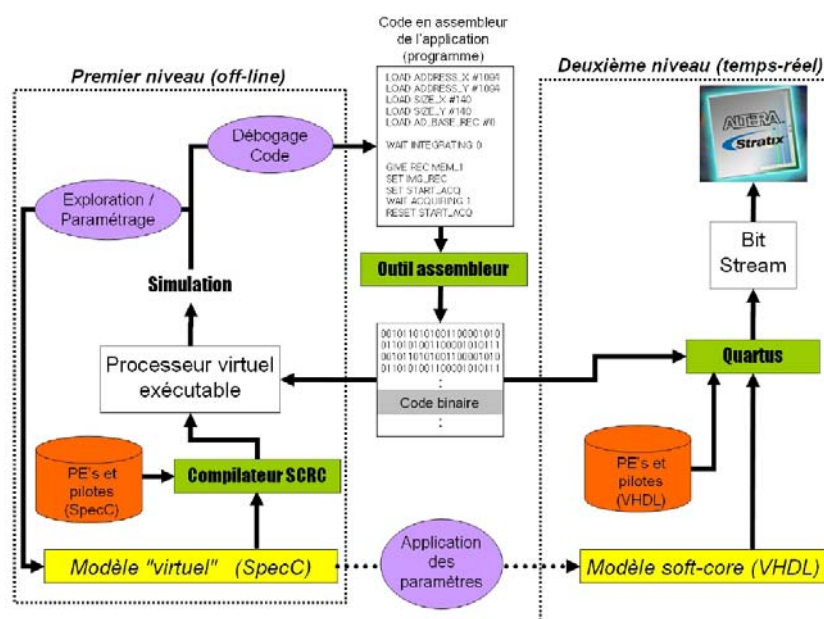 Code en assembleur
de l'application
(programme)
Premier niveau (off-line)
Deuxième niveau (temps-réel)
LOAD ADDRESS_X #1094
LOAD ADDRESS_Y #1094
LOAD SIZE_X #140
LOAD SIZE_Y #140
LOAD AD_BASE_REC #0
WAIT INTEGRATING 0
GIVE REC MEM_1
SET IMG_REC
SET START_ACQ
WAIT ACQUIRING 1
RESET START_ACQ
Débogage
Code
ALTERA
Stratix
Exploration /
Paramétrage
Outil assembleur
Bit
Stream
Simulation
0010110101001100001010
0110101001100001010111
0010110101001100001010
0110101001100001010111
:
Code binaire
:
Processeur virtuel
exécutable
Quartus
PE's et
pilotes
(SpecC)
Compilateur SCRC
PE's et
pilotes
(VHDL)
Modèle "virtuel" (SpecC)
Application
des
paramètres
Modèle soft-core (VHDL)